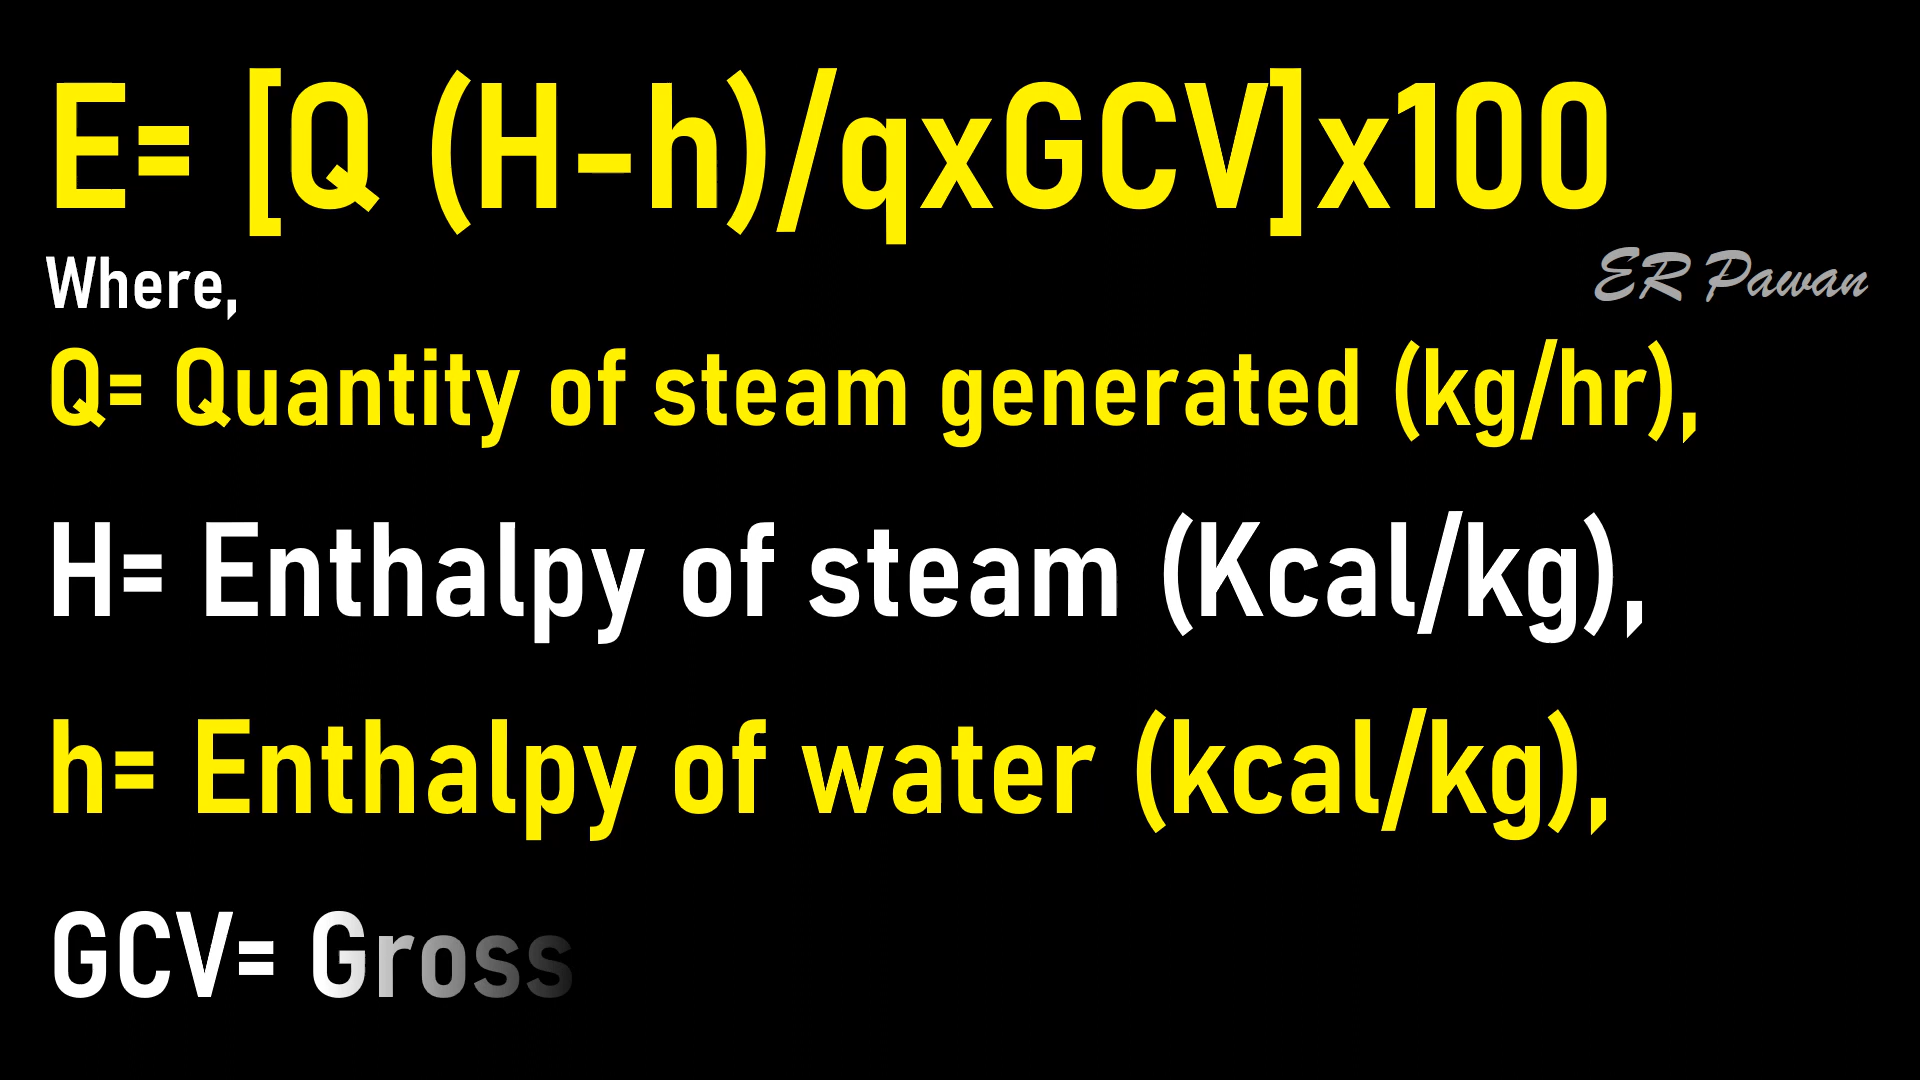 E= [Q (H-h)/qxGCV]x100
Where,
ER Pawan
Q= Quantity of steam generated (kg/hr),
H= Enthalpy of steam (Kcal/kg),
h= Enthalpy of water (kcal/kg),
GCV= Gross